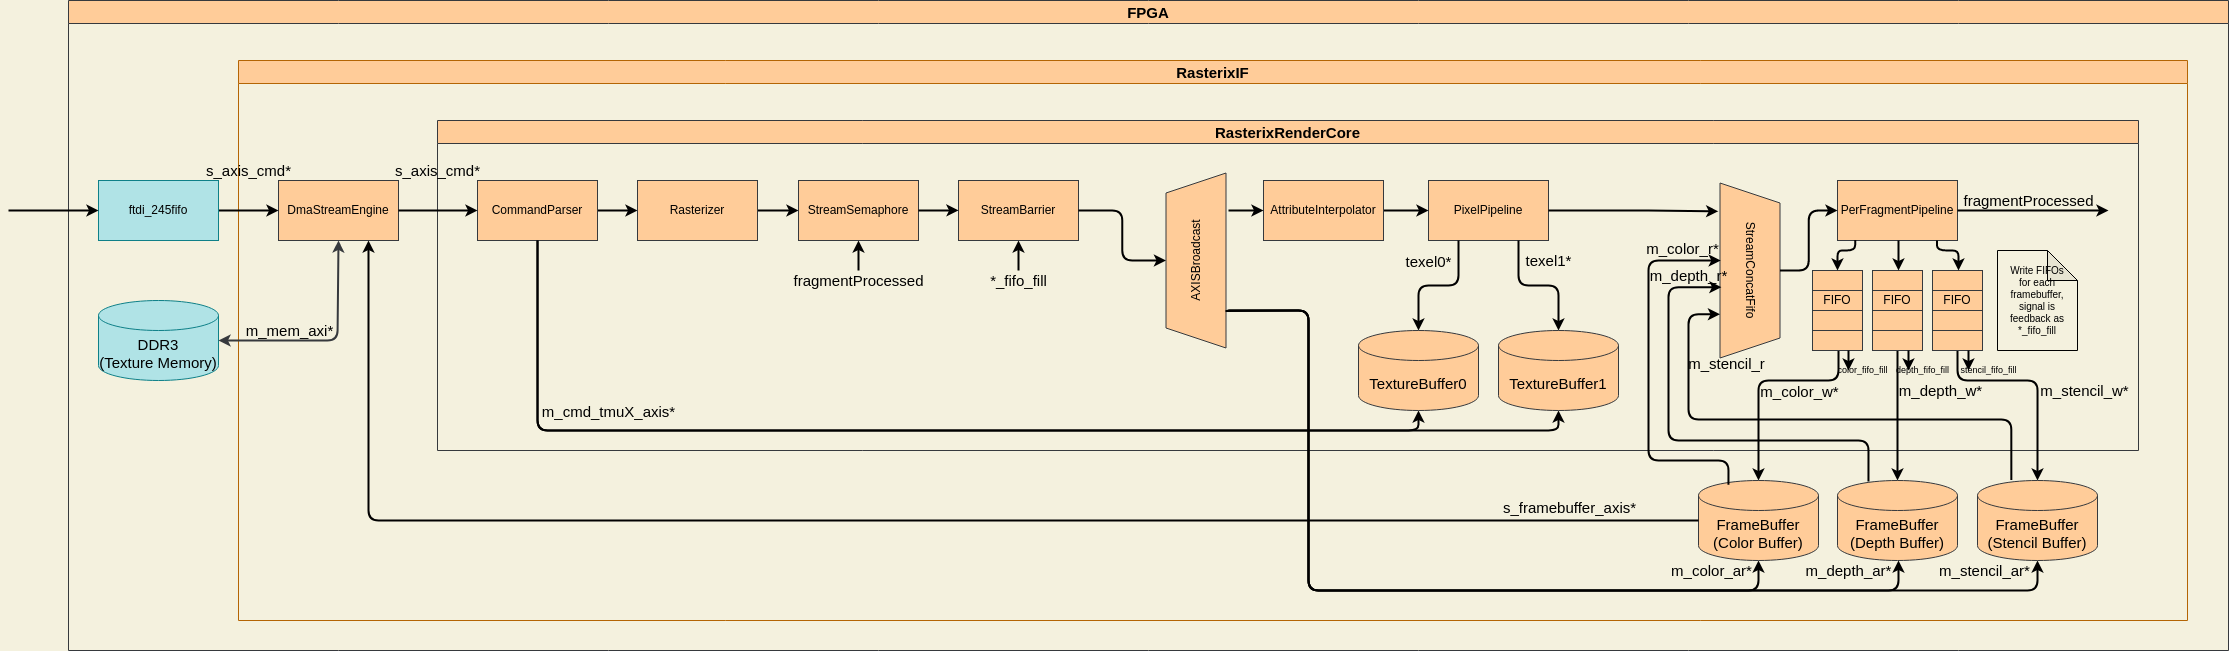 FPGA
RasterixIF
RasterixRenderCore
s_axis_cmd*
s_axis_cmd*
ftdi_245fifo
DmaStreamEngine
CommandParser
Rasterizer
StreamSemaphore
StreamBarrier
AXISBroadcast
AttributeInterpolator
PixelPipeline
StreamConcatFifo
PerFragmentPipeline
fragmentProcessed
fragmentProcessed
*_fifo_fill
texel0*
texel1*
m_color_r*
m_depth_r*
m_stencil_r
FIFO
FIFO
FIFO
Write FIFOs
for each
framebuffer,
signal is
feedback as
*_fifo_fill
m_mem_axi*
DDR3
(Texture Memory)
TextureBuffer0
TextureBuffer1
color_fifo_fill
depth_fifo_fill
stencil_fifo_fill
m_color_w*
m_depth_w*
m_stencil_w*
m_cmd_tmuX_axis*
s_framebuffer_axis*
FrameBuffer
(Color Buffer)
FrameBuffer
(Depth Buffer)
FrameBuffer
(Stencil Buffer)
m_color_ar*
m_depth_ar*
m_stencil_ar*